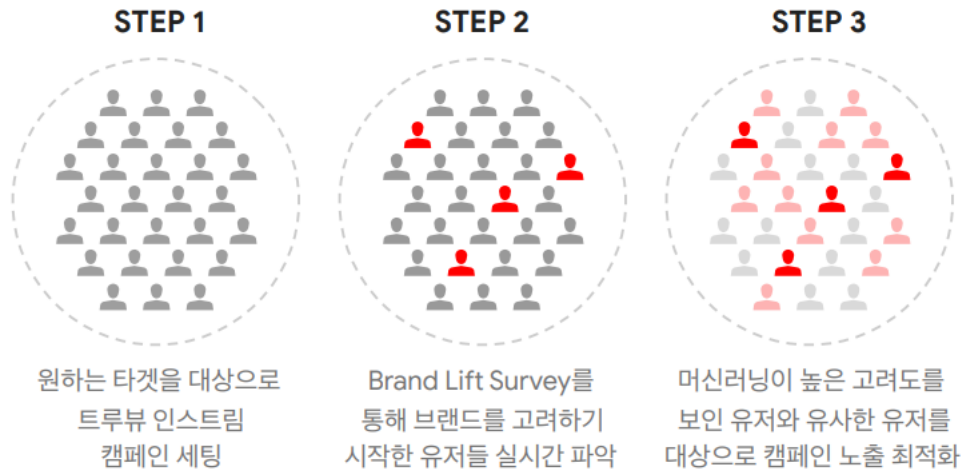 STEP 1
원하는 타겟을 대상으로
트루뷰 인스트림
캠페인 세팅
STEP 2
Brand Lift Survey를
통해 브랜드를 고려하기
시작한 유저들 실시간 파악
STEP 3
머신러닝이 높은 고려도를
보인 유저와 유사한 유저를
대상으로 캠페인 노출 최적화